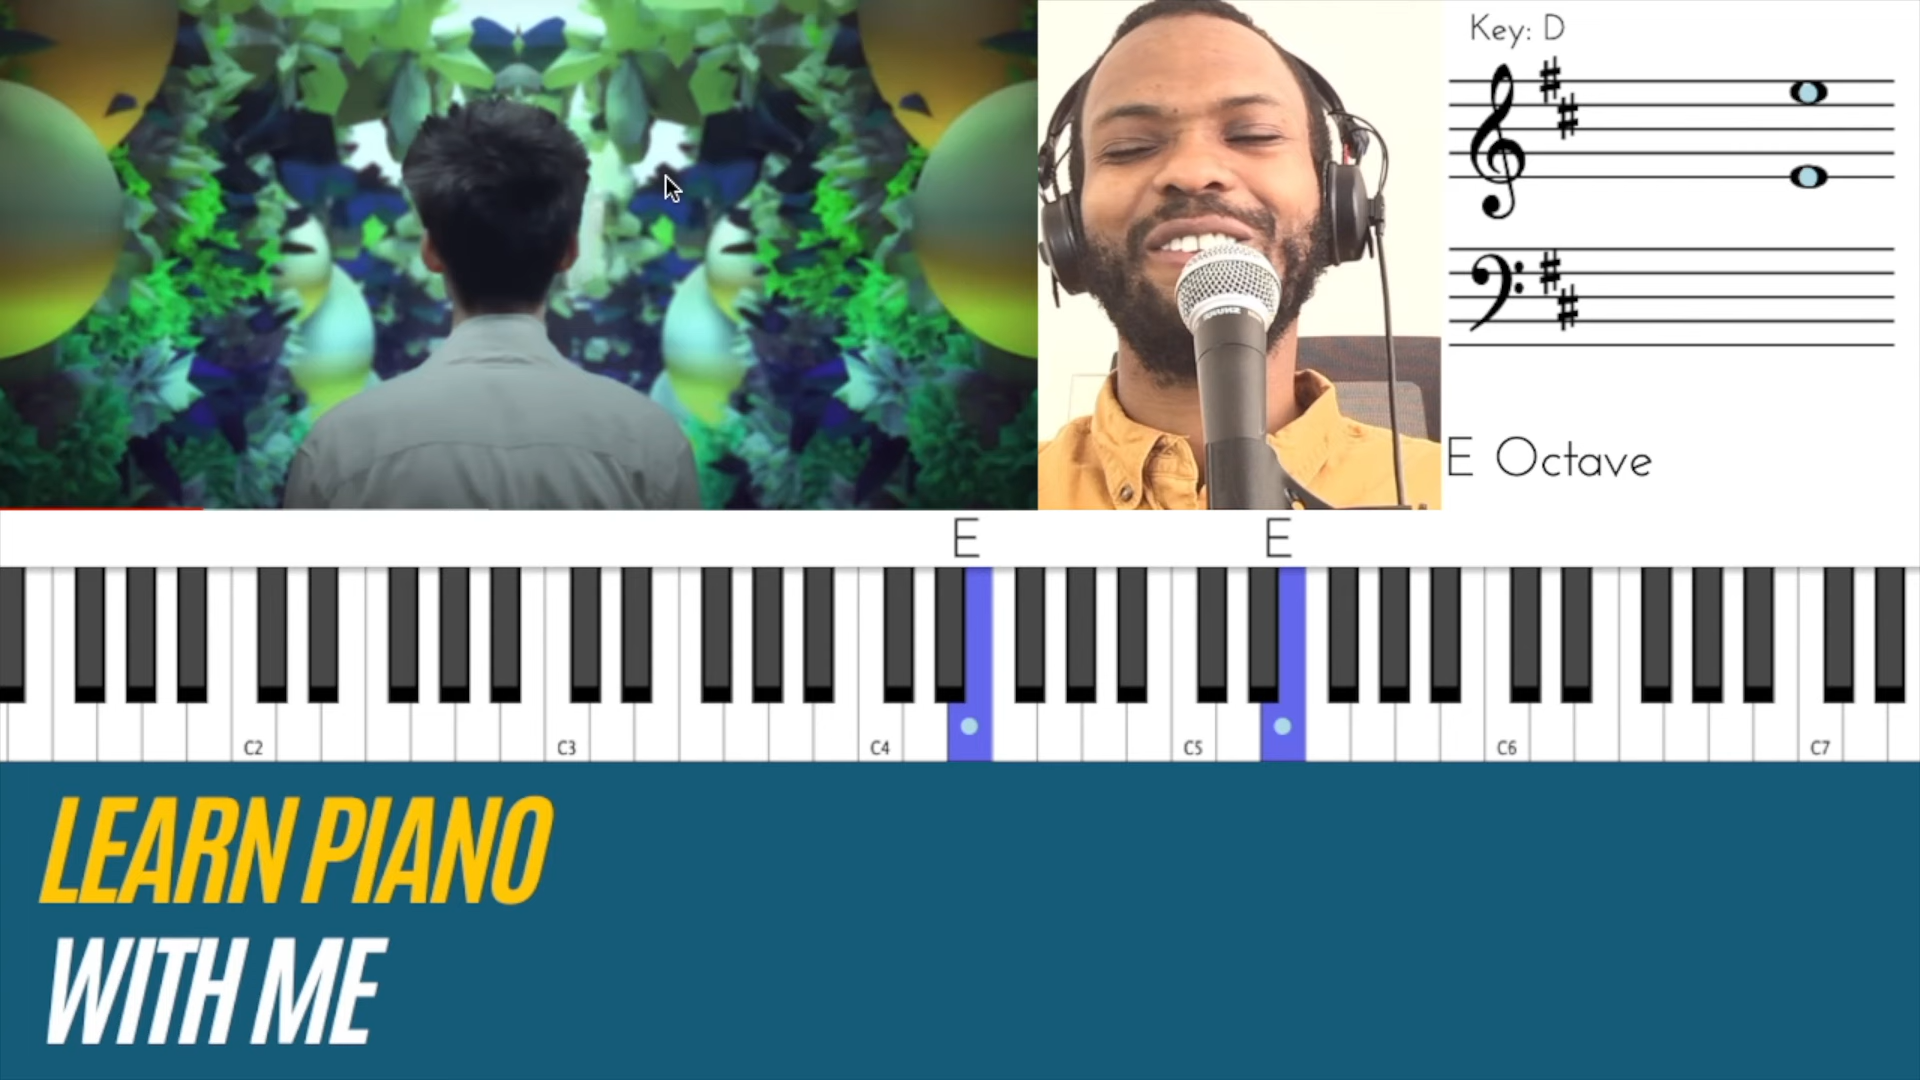 Key: D
E Octave
E E
C2 C3 C4 C5 C6 C7
LEARN PIANO
WITH ME